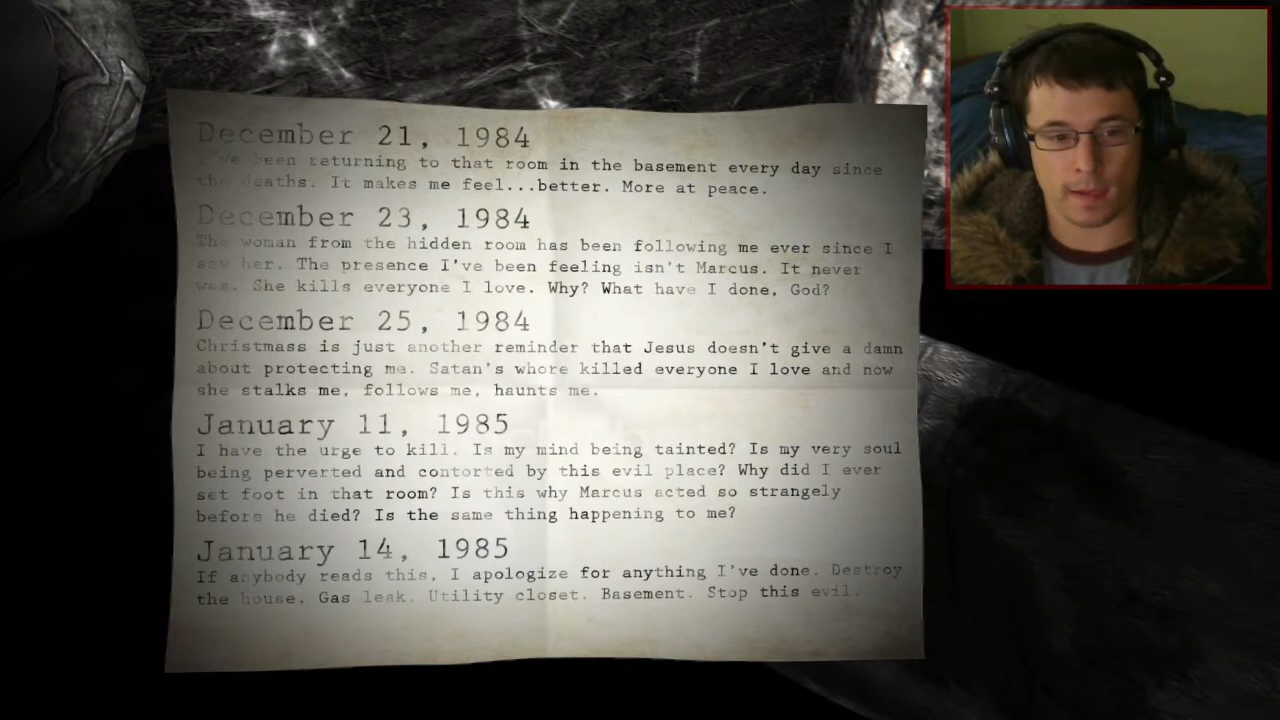 December 21, 1984
I've been returning to that room in the basement every day since
the deaths. It makes me feel...better. More at peace.
December 23, 1984
The woman from the hidden room has been following me ever since I
saw her. The presence I've been feeling isn't Marcus. It never
was. She kills everyone I love. Why? What have I done, God?
December 25, 1984
Christmass is just another reminder that Jesus doesn't give a damn
about protecting me. Satan's whore killed everyone I love and now
she stalks me, follows me, haunts me.
January 11, 1985
I have the urge to kill. Is my mind being tainted? Is my very soul
being perverted and contorted by this evil place? Why did I ever
set foot in that room? Is this why Marcus acted so strangely
before he died? Is the same thing happening to me?
January 14, 1985
If anybody reads this, I apologize for anything I've done. Destroy
the house. Gas leak. Utility closet. Basement. Stop this evil.